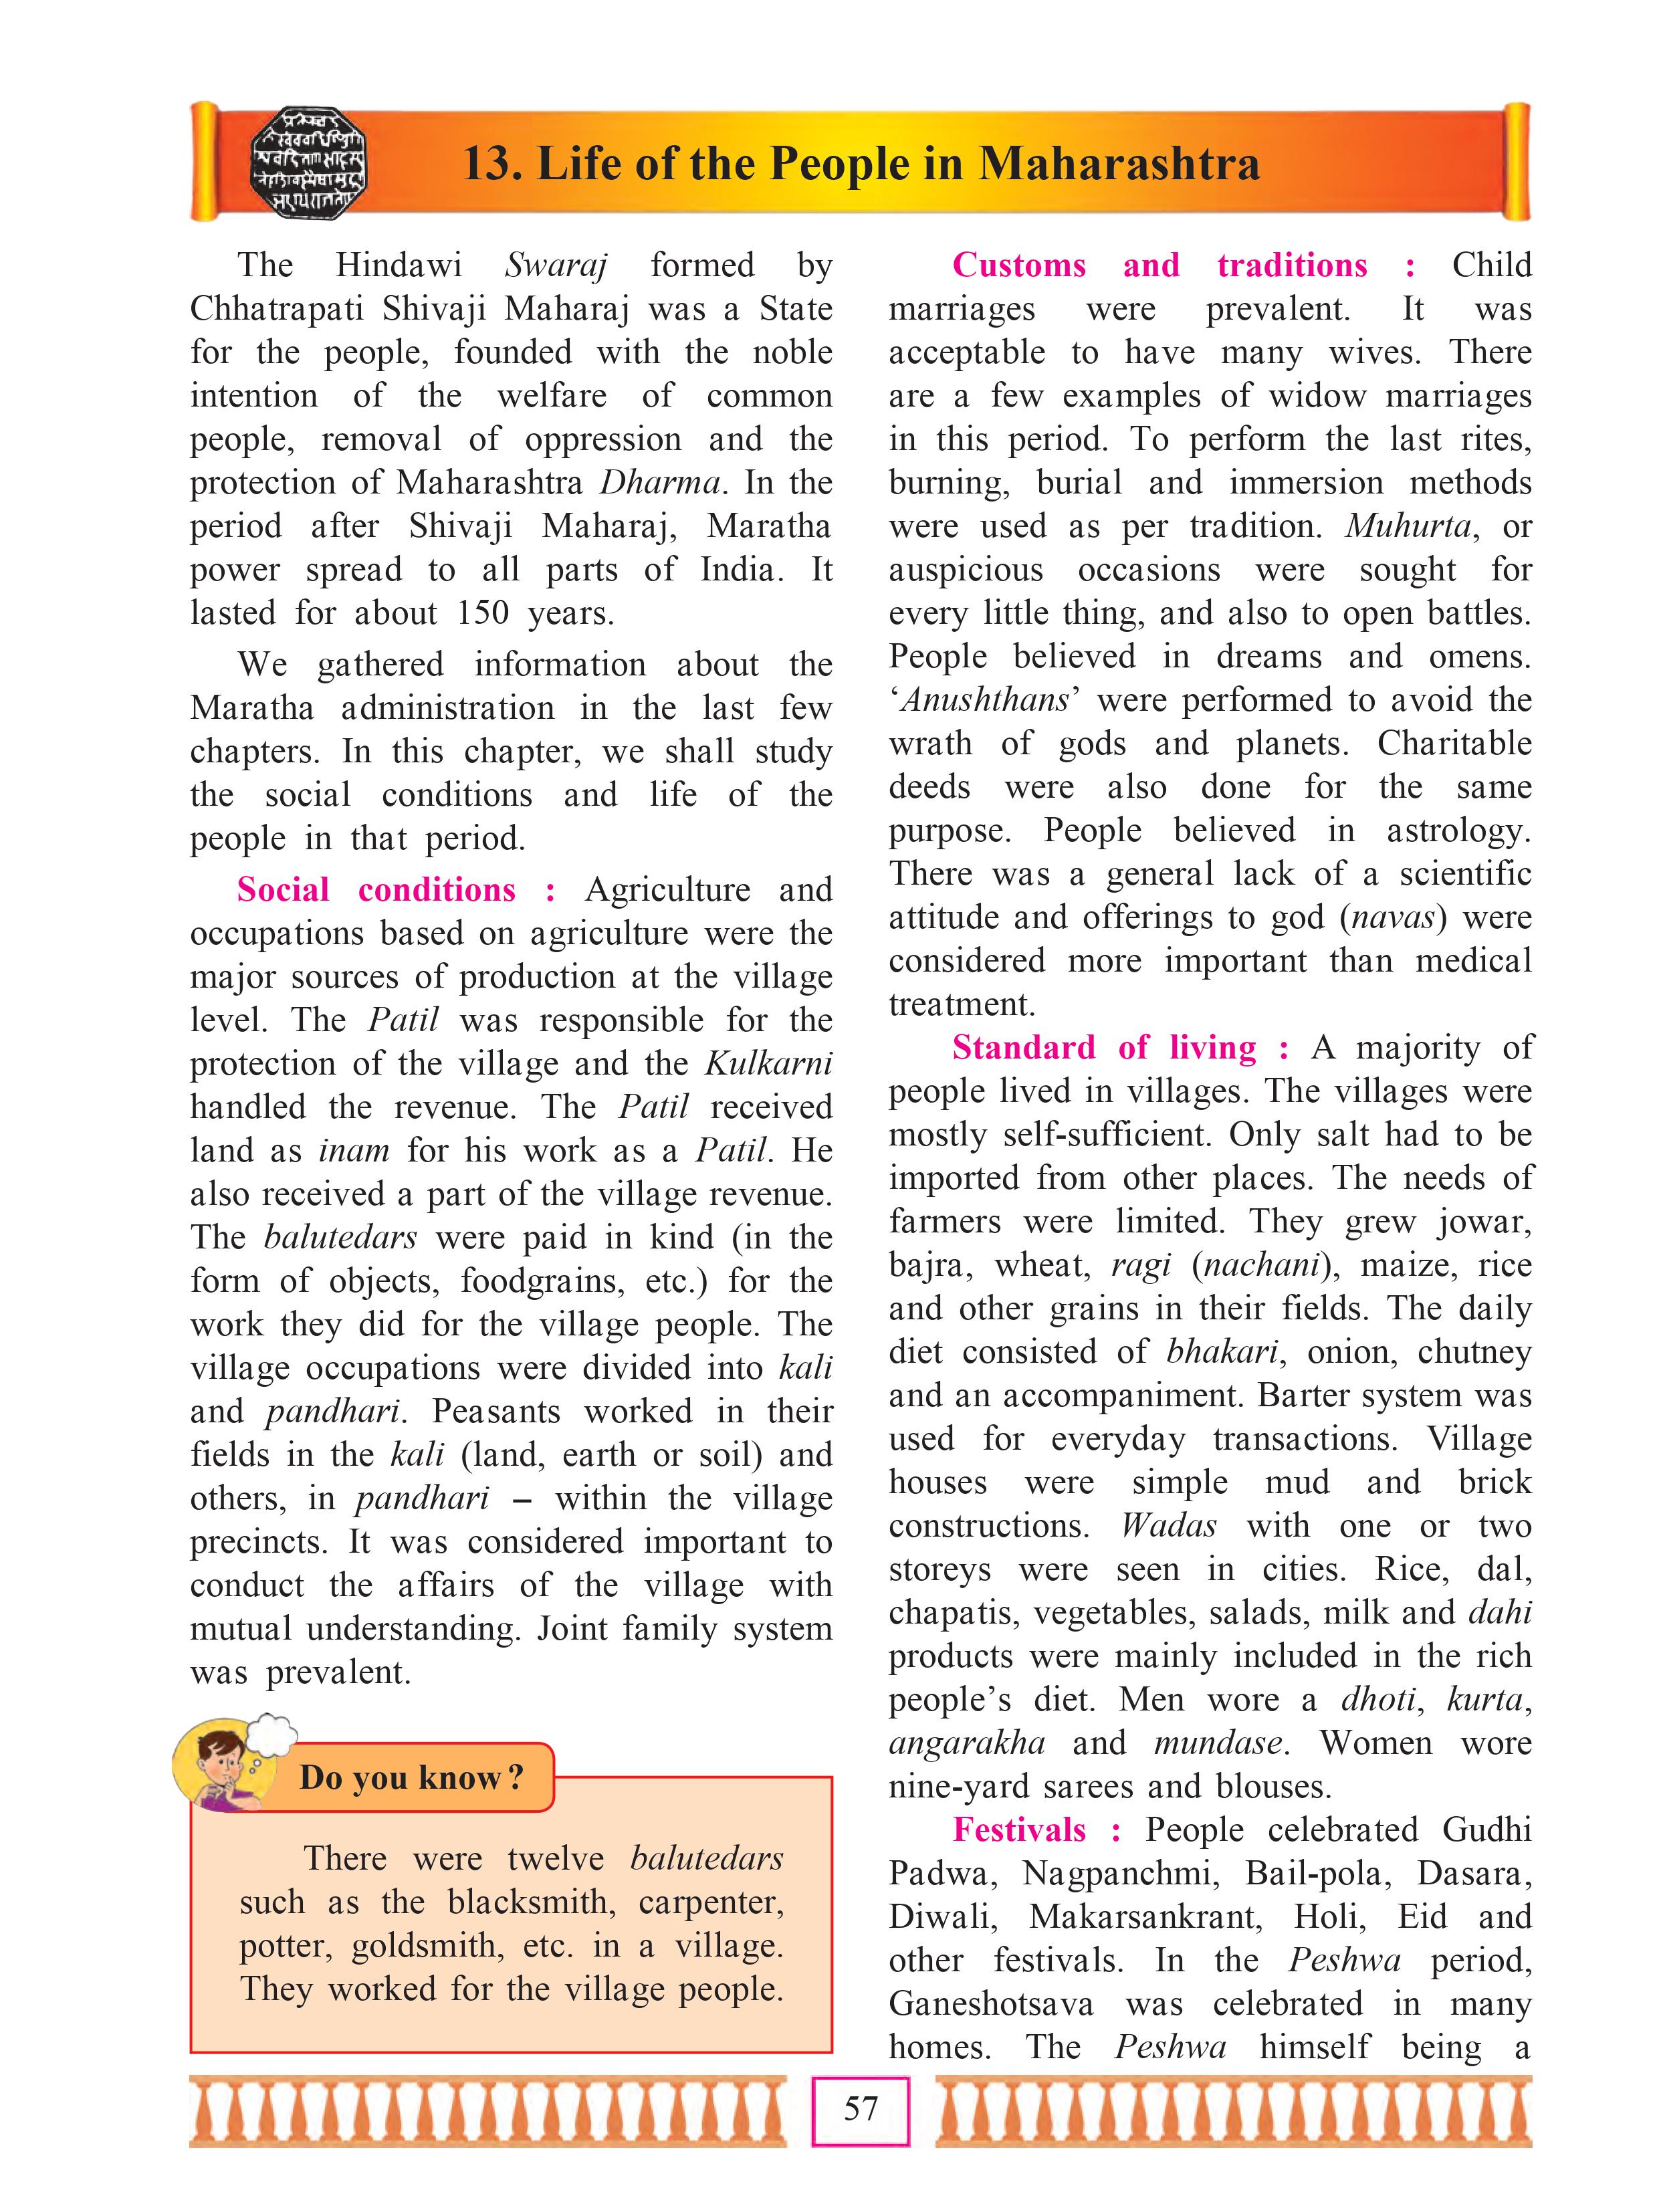 13. Life of the People in Maharashtra
The Hindawi Swaraj formed by
Chhatrapati Shivaji Maharaj was a State
for the people, founded with the noble
intention of the welfare of common
people, removal of oppression and the
protection of Maharashtra Dharma. In the
period after Shivaji Maharaj, Maratha
power spread to all parts of India. It
lasted for about 150 years.
We gathered information about the
Maratha administration in the last few
chapters. In this chapter, we shall study
the social conditions and life of the
people in that period.
Social conditions : Agriculture and
occupations based on agriculture were the
major sources of production at the village
level. The Patil was responsible for the
protection of the village and the Kulkarni
handled the revenue. The Patil received
land as inam for his work as a Patil. He
also received a part of the village revenue.
The balutedars were paid in kind (in the
form of objects, foodgrains, etc.) for the
work they did for the village people. The
village occupations were divided into kali
and pandhari. Peasants worked in their
fields in the kali (land, earth or soil) and
others, in pandhari – within the village
precincts. It was considered important to
conduct the affairs of the village with
mutual understanding. Joint family system
was prevalent.
Do you know ?
There were twelve balutedars
such as the blacksmith, carpenter,
potter, goldsmith, etc. in a village.
They worked for the village people.
Customs and traditions : Child
marriages were prevalent. It was
acceptable to have many wives. There
are a few examples of widow marriages
in this period. To perform the last rites,
burning, burial and immersion methods
were used as per tradition. Muhurta, or
auspicious occasions were sought for
every little thing, and also to open battles.
People believed in dreams and omens.
‘Anushthans’ were performed to avoid the
wrath of gods and planets. Charitable
deeds were also done for the same
purpose. People believed in astrology.
There was a general lack of a scientific
attitude and offerings to god (navas) were
considered more important than medical
treatment.
Standard of living : A majority of
people lived in villages. The villages were
mostly self-sufficient. Only salt had to be
imported from other places. The needs of
farmers were limited. They grew jowar,
bajra, wheat, ragi (nachani), maize, rice
and other grains in their fields. The daily
diet consisted of bhakari, onion, chutney
and an accompaniment. Barter system was
used for everyday transactions. Village
houses were simple mud and brick
constructions. Wadas with one or two
storeys were seen in cities. Rice, dal,
chapatis, vegetables, salads, milk and dahi
products were mainly included in the rich
people’s diet. Men wore a dhoti, kurta,
angarakha and mundase. Women wore
nine-yard sarees and blouses.
Festivals : People celebrated Gudhi
Padwa, Nagpanchmi, Bail-pola, Dasara,
Diwali, Makarsankrant, Holi, Eid and
other festivals. In the Peshwa period,
Ganeshotsava was celebrated in many
homes. The Peshwa himself being a
57